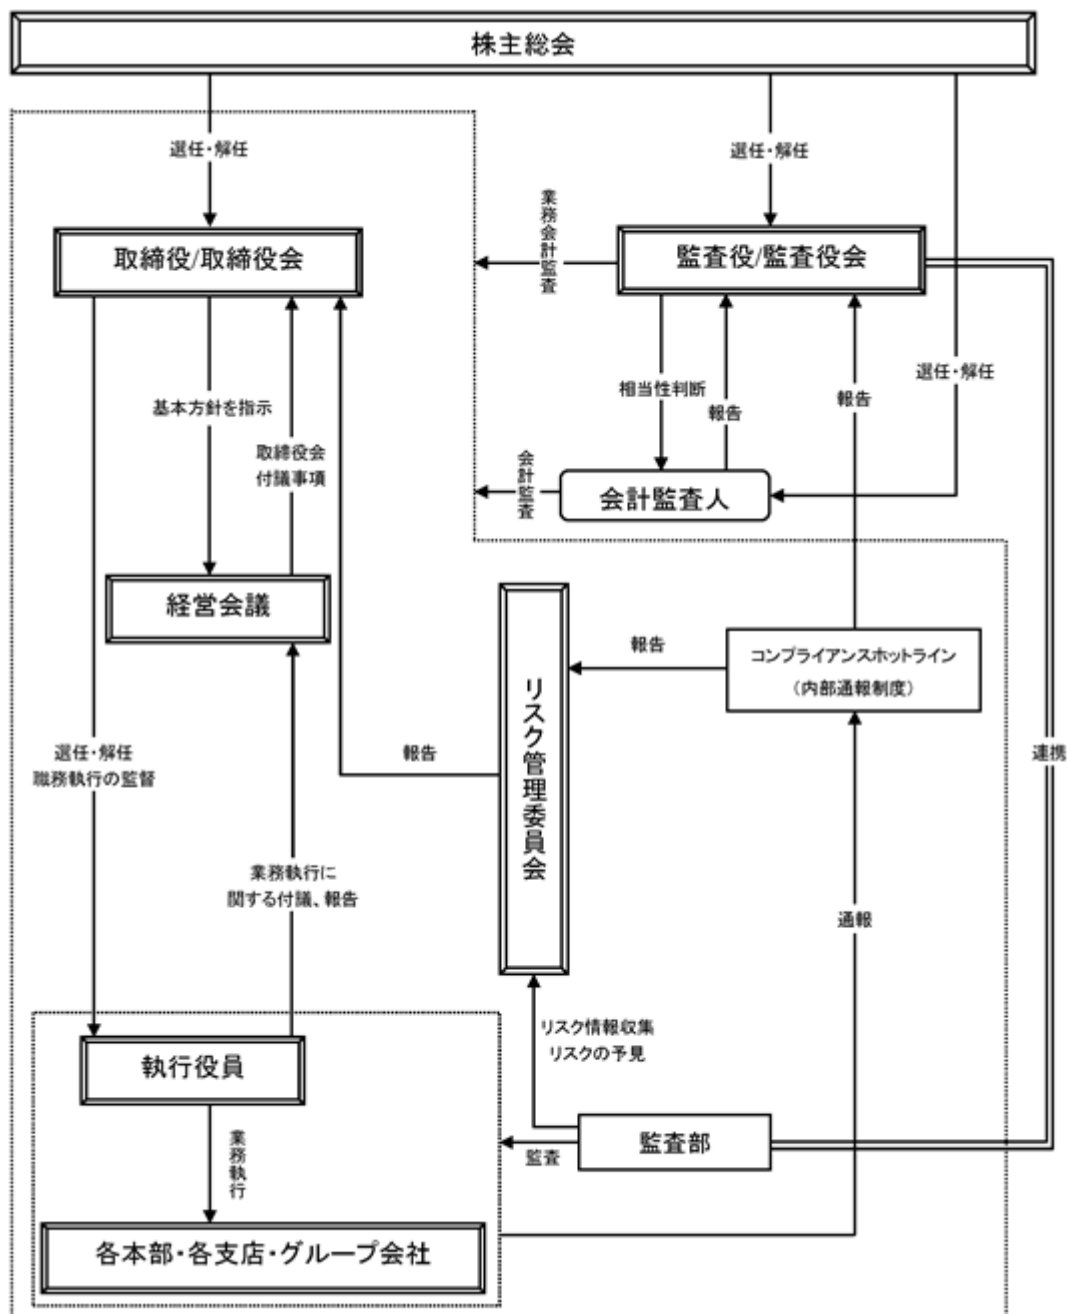 株主総会
選任・解任
選任・解任
業務会計監査
取締役/取締役会
監査役/監査役会
選任・解任
相当性判断
報告
報告
基本方針を指示
取締役会
付議事項
会計監査
会計監査人
経営会議
リスク管理委員会
報告
コンプライアンスホットライン
（内部通報制度）
選任・解任
職務執行の監督
報告
連携
業務執行に
関する付議、報告
通報
リスク情報収集
リスクの予見
執行役員
監査部
監査
業務執行
各本部・各支店・グループ会社